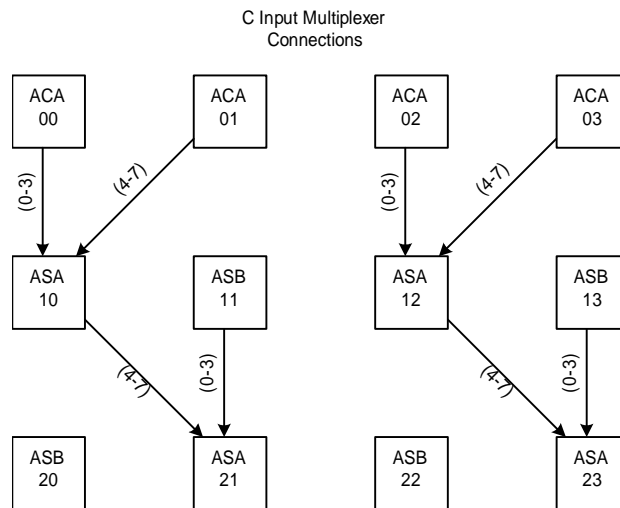 C Input Multiplexer
Connections
ACA
00
ACA
01
ACA
02
ACA
03
(0-3)
(4-7)
(0-3)
(4-7)
ASA
10
ASB
11
ASA
12
ASB
13
(4-7)
(0-3)
(4-7)
(0-3)
ASB
20
ASA
21
ASB
22
ASA
23